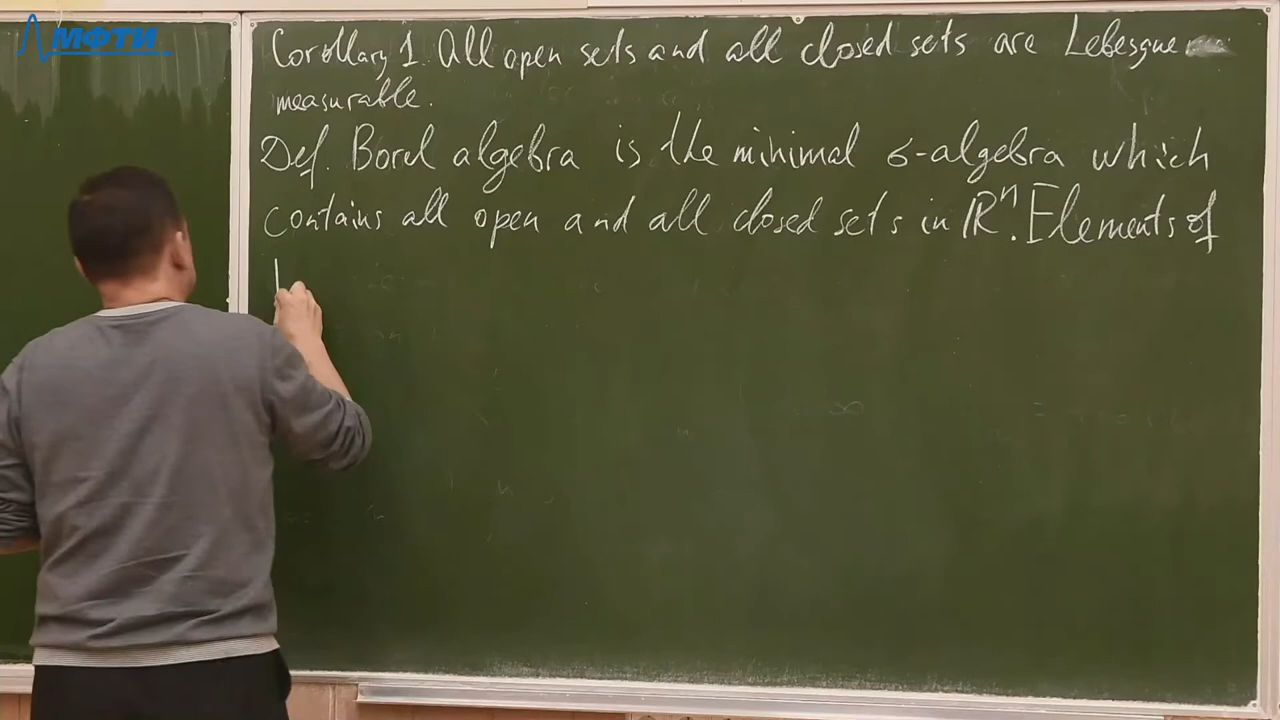 МФТИ
Corollary 1. All open sets and all closed sets are Lebesgue
measurable.
Def. Borel algebra is the minimal σ-algebra which
contains all open and all closed sets in ℝⁿ. Elements of